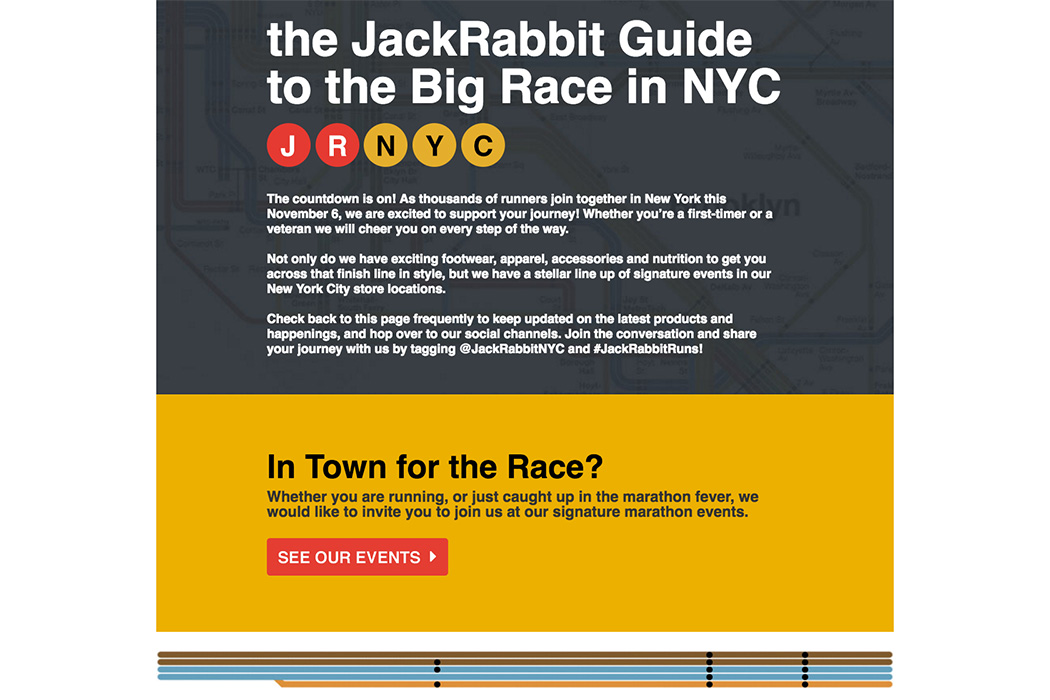 the JackRabbit Guide
to the Big Race in NYC
J R N Y C
The countdown is on! As thousands of runners join together in New York this
November 6, we are excited to support your journey! Whether you're a first-timer or a
veteran we will cheer you on every step of the way.
Not only do we have exciting footwear, apparel, accessories and nutrition to get you
across that finish line in style, but we have a stellar line up of signature events in our
New York City store locations.
Check back to this page frequently to keep updated on the latest products and
happenings, and hop over to our social channels. Join the conversation and share
your journey with us by tagging @JackRabbitNYC and #JackRabbitRuns!
In Town for the Race?
Whether you are running, or just caught up in the marathon fever, we
would like to invite you to join us at our signature marathon events.
SEE OUR EVENTS